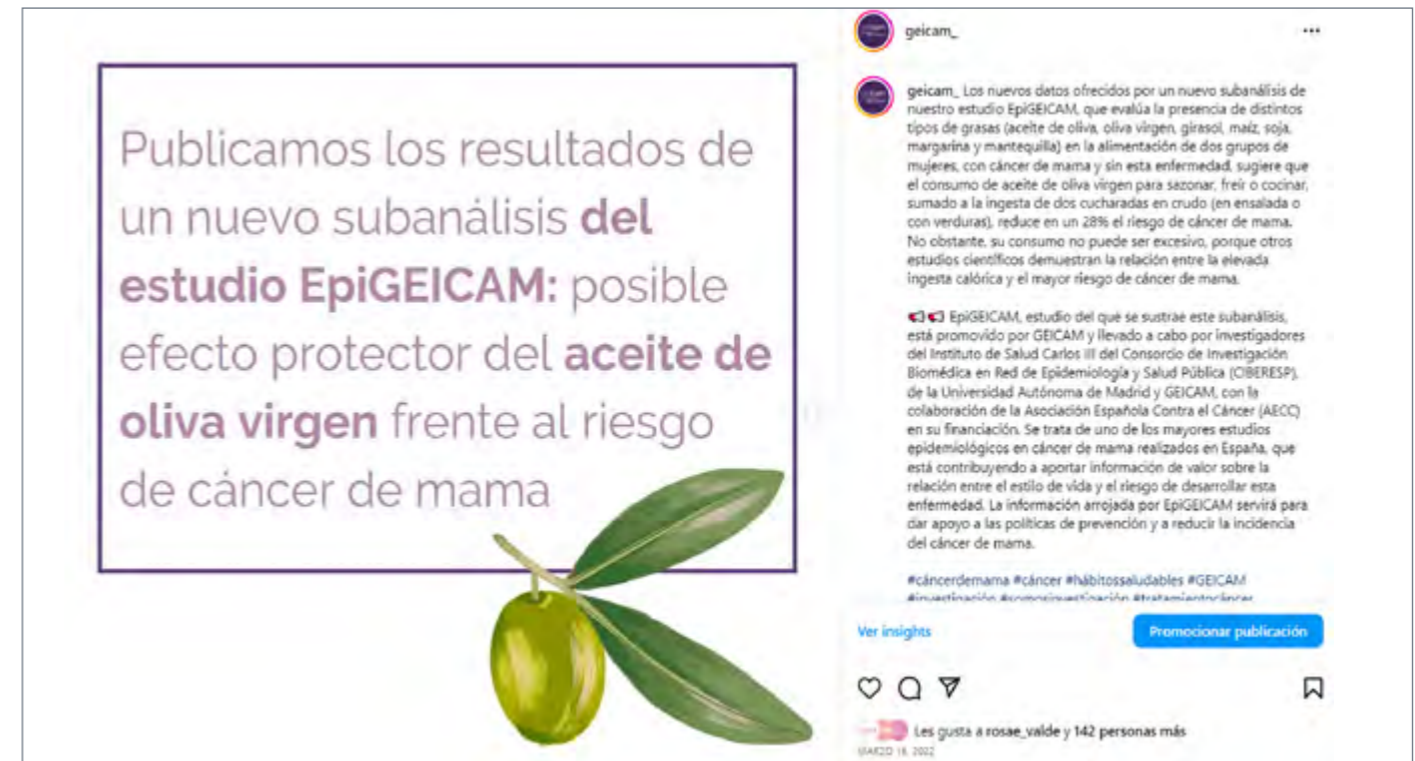 Publicamos los resultados de
un nuevo subanálisis del
estudio EpiGEICAM: posible
efecto protector del aceite de
oliva virgen frente al riesgo
de cáncer de mama
geicam_
geicam_ Los nuevos datos ofrecidos por un nuevo subanálisis de
nuestro estudio EpiGEICAM, que evalúa la presencia de distintos
tipos de grasas (aceite de oliva, oliva virgen, girasol, maíz, soja,
margarina y mantequilla) en la alimentación de dos grupos de
mujeres, con cáncer de mama y sin esta enfermedad, sugiere que
el consumo de aceite de oliva virgen para sazonar, freír o cocinar,
sumado a la ingesta de dos cucharadas en crudo (en ensalada o
con verduras), reduce en un 28% el riesgo de cáncer de mama.
No obstante, su consumo no puede ser excesivo, porque otros
estudios científicos demuestran la relación entre la elevada
ingesta calórica y el mayor riesgo de cáncer de mama.
EpiGEICAM, estudio del que se sustrae este subanálisis,
está promovido por GEICAM y llevado a cabo por investigadores
del Instituto de Salud Carlos III del Consorcio de Investigación
Biomédica en Red de Epidemiología y Salud Pública (CIBERESP),
de la Universidad Autónoma de Madrid y GEICAM, con la
colaboración de la Asociación Española Contra el Cáncer (AECC)
en su financiación. Se trata de uno de los mayores estudios
epidemiológicos en cáncer de mama realizados en España, que
está contribuyendo a aportar información de valor sobre la
relación entre el estilo de vida y el riesgo de desarrollar esta
enfermedad. La información arrojada por EpiGEICAM servirá para
dar apoyo a las políticas de prevención y a reducir la incidencia
del cáncer de mama.
#cáncerdemama #cáncer #hábitossaludables #GEICAM
#investigación #somosinvestigación #tratamientocáncer
Ver insights
Promocionar publicación
Les gusta a rosae_valde y 142 personas más
MARZO 2022